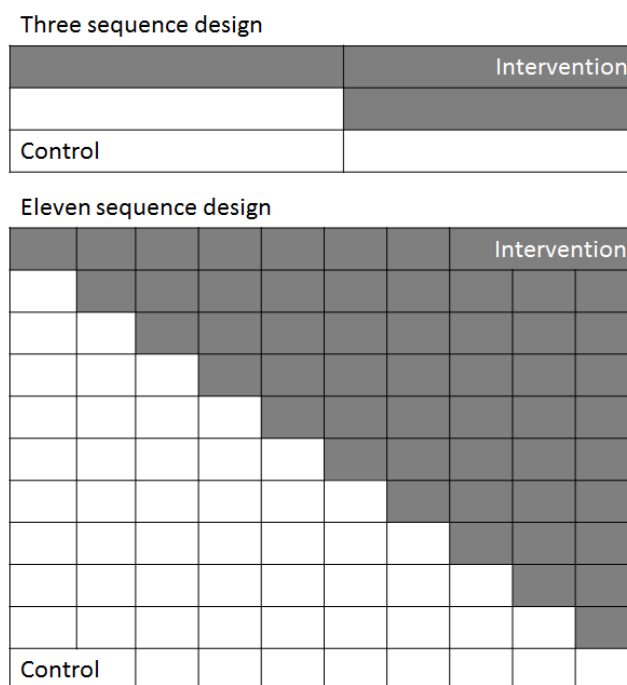 Three sequence design
Intervention
Control
Eleven sequence design
Intervention
Control